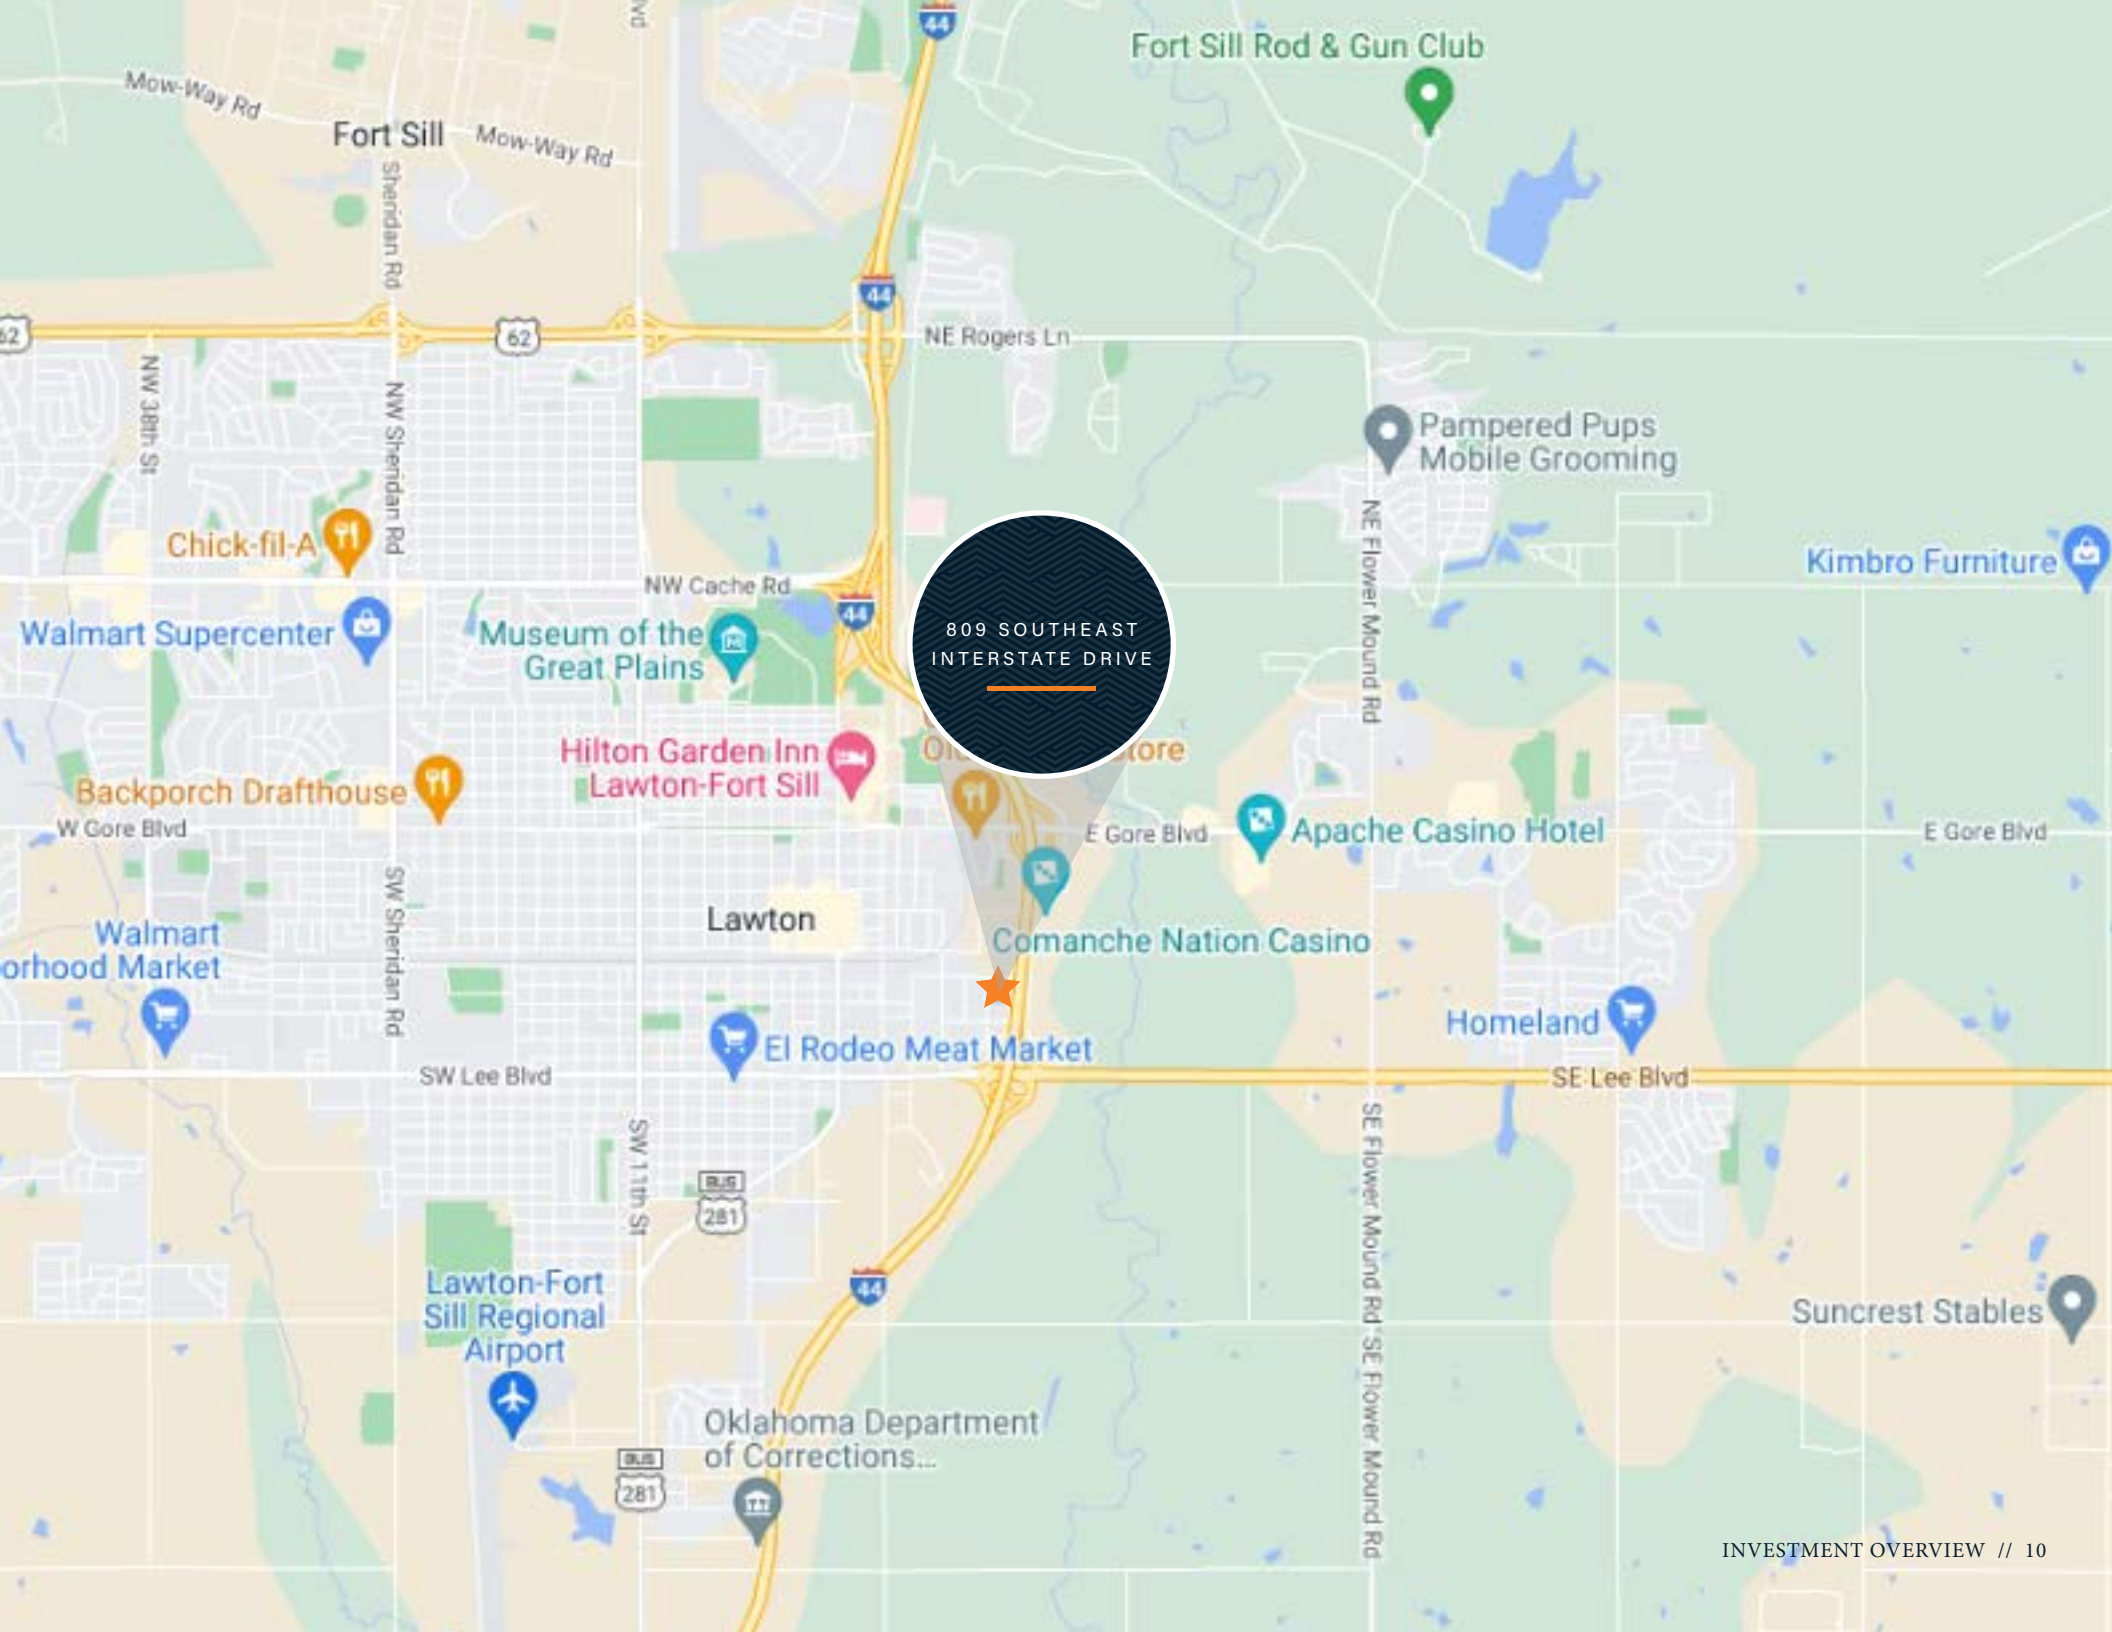 44
Fort Sill Rod & Gun Club
Mow-Way Rd
Fort Sill
Mow-Way Rd
Sheridan Rd
44
62
62
NE Rogers Ln
NW 38th St
NW Sheridan Rd
Pampered Pups
Mobile Grooming
Chick-fil-A
NE Flower Mound Rd
Kimbro Furniture
NW Cache Rd
44
Walmart Supercenter
Museum of the
Great Plains
809 SOUTHEAST
INTERSTATE DRIVE
Hilton Garden Inn
Lawton-Fort Sill
Backporch Drafthouse
W Gore Blvd
E Gore Blvd
Apache Casino Hotel
E Gore Blvd
SW Sheridan Rd
Lawton
Comanche Nation Casino
Walmart
orhood Market
El Rodeo Meat Market
Homeland
SW Lee Blvd
SE Lee Blvd
SW 11th St
SE Flower Mound Rd
BUS
281
44
Lawton-Fort
Sill Regional
Airport
Suncrest Stables
SE Flower Mound Rd
Oklahoma Department
of Corrections...
BUS
281
INVESTMENT OVERVIEW // 10